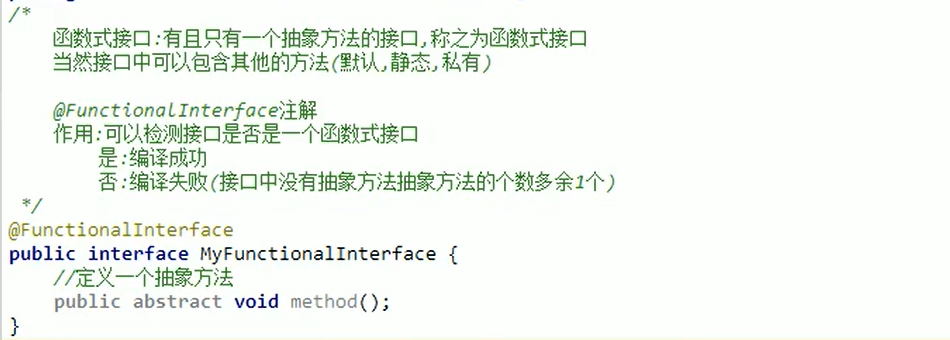 /*
函数式接口:有且只有一个抽象方法的接口,称之为函数式接口
当然接口中可以包含其他的方法(默认,静态,私有)
@FunctionalInterface注解
作用:可以检测接口是否是一个函数式接口
是:编译成功
否:编译失败(接口中没有抽象方法抽象方法的个数多余1个)
*/
@FunctionalInterface
public interface MyFunctionalInterface {
//定义一个抽象方法
public abstract void method();
}